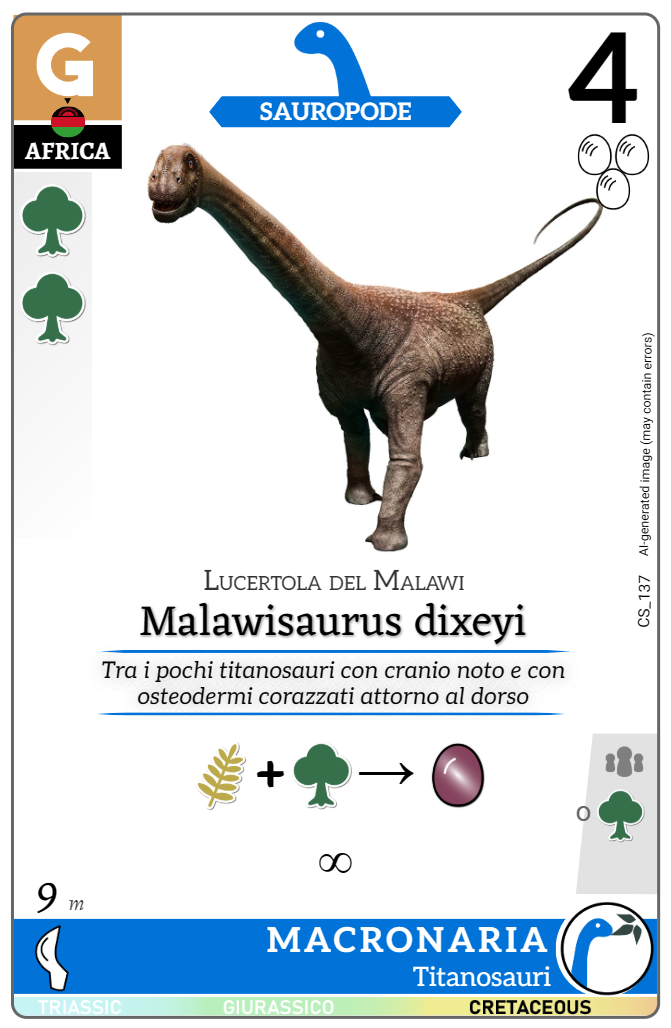 G
AFRICA
SAUROPODE
4
AI-generated image (may contain errors)
CS_137
Lucertola del Malawi
Malawisaurus dixeyi
Tra i pochi titanosauri con cranio noto e con
osteodermi corazzati attorno al dorso
+ →
∞
o
9 m
MACRONARIA
Titanosauri
TRIASSIC GIURASSICO CRETACEOUS